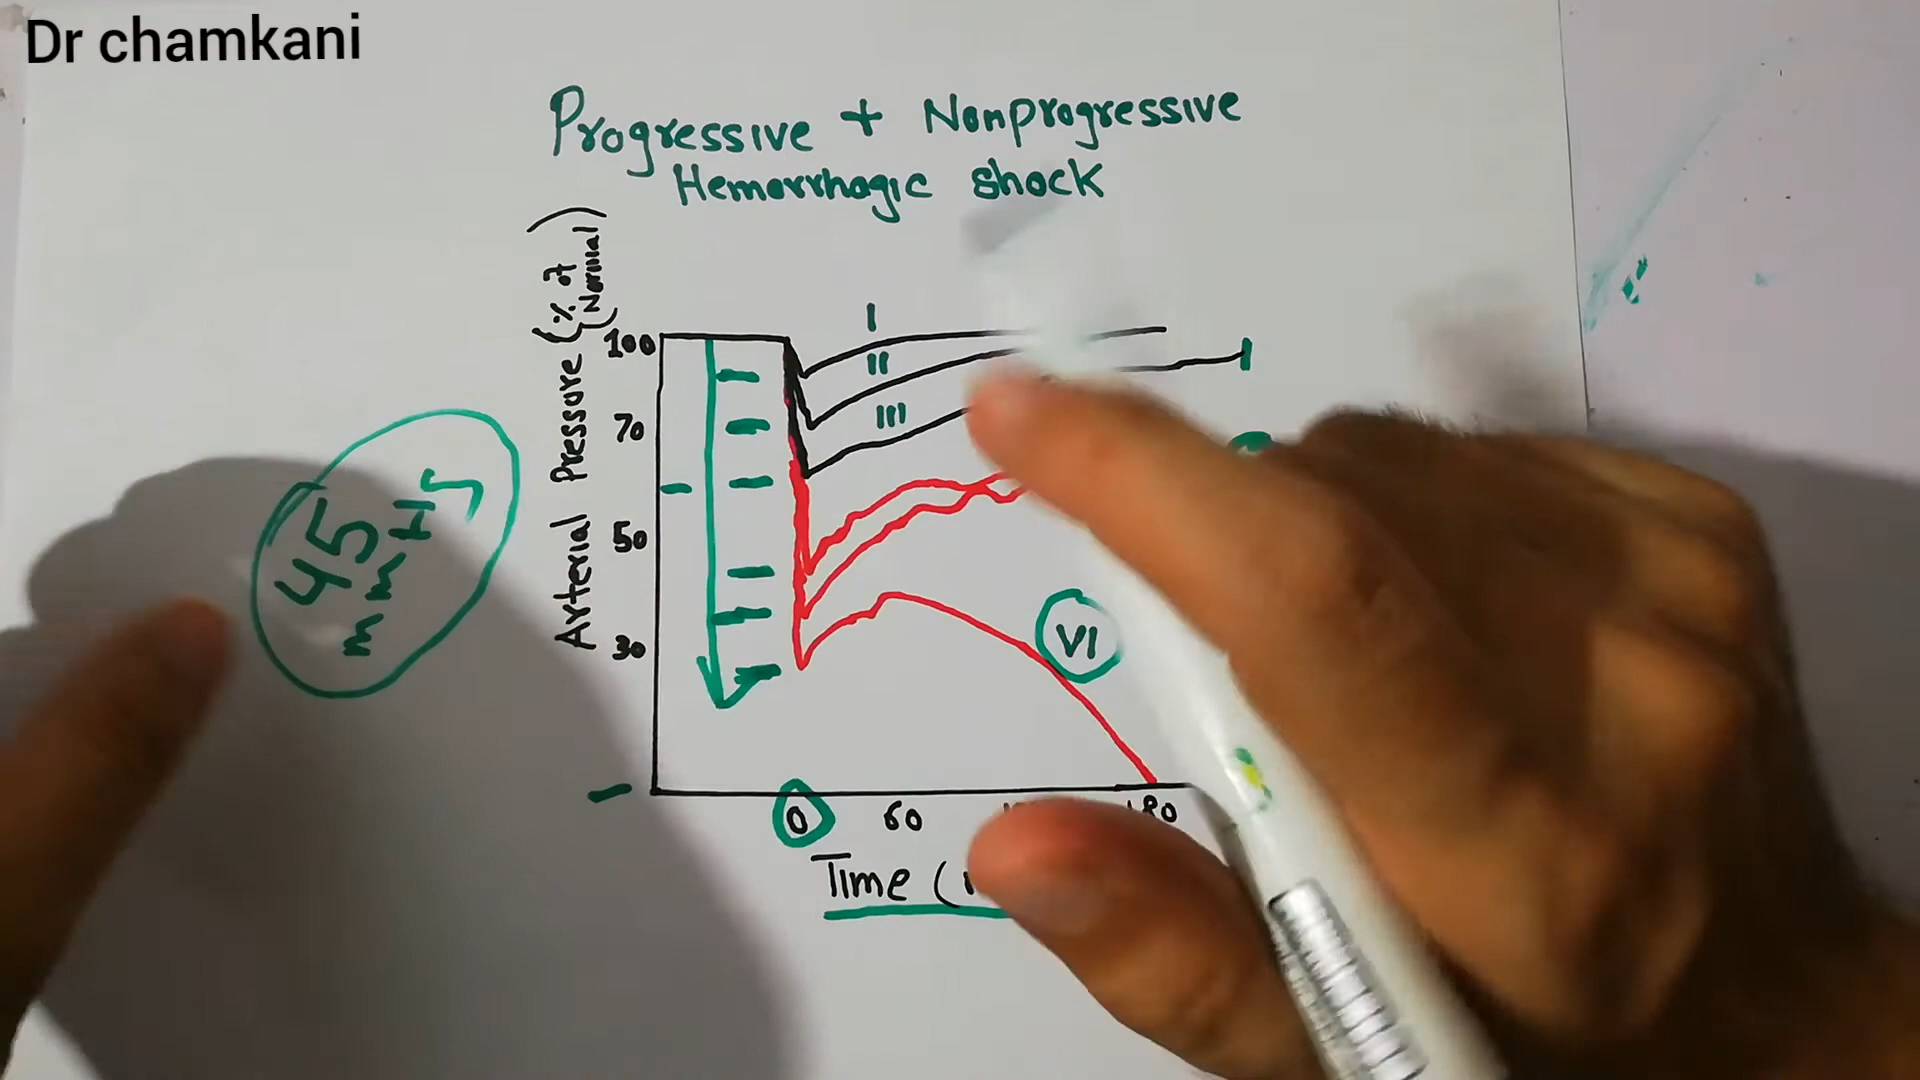 Dr chamkani
Progressive + Nonprogressive
Hemorrhagic shock
Arterial Pressure (% of Normal)
100
70
50
30
I
II
III
VI
45
mmHg
0 60
Time (